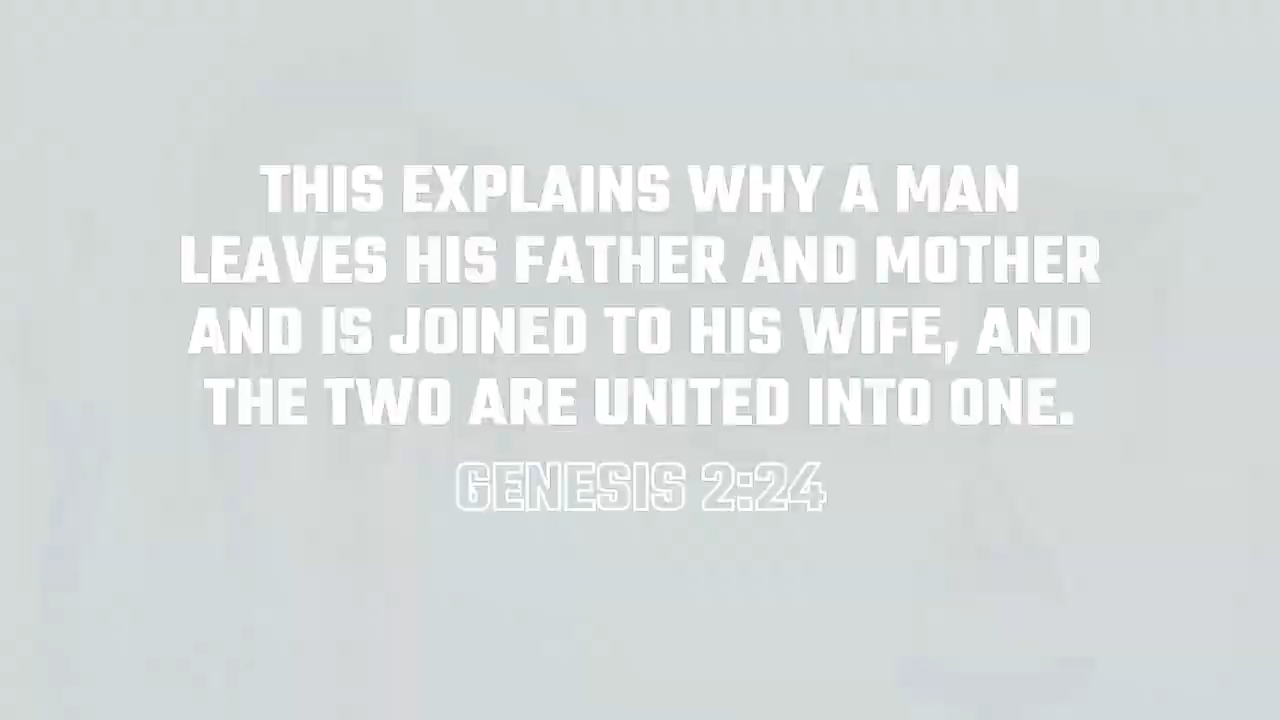 THIS EXPLAINS WHY A MAN
LEAVES HIS FATHER AND MOTHER
AND IS JOINED TO HIS WIFE, AND
THE TWO ARE UNITED INTO ONE.
GENESIS 2:24